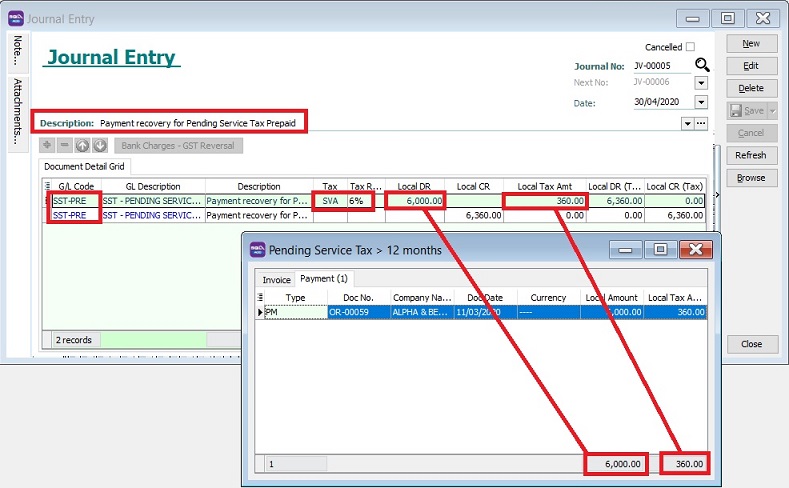 Journal Entry
Note...
Attachments...
Journal Entry
Cancelled
Journal No: JV-00005
Next No: JV-00006
Date: 30/04/2020
Description: Payment recovery for Pending Service Tax Prepaid
Bank Charges - GST Reversal
New
Edit
Delete
Save
Cancel
Refresh
Browse
Close
Document Detail Grid
G/L Code GL Description Description Tax Tax R... Local DR Local CR Local Tax Amt Local DR (T... Local CR (Tax)
SST-PRE SST - PENDING SERVIC... Payment recovery for P... SVA 6% 6,000.00 360.00 6,360.00 0.00
SST-PRE SST - PENDING SERVIC... Payment recovery for P... 6,360.00 0.00 0.00 6,360.00
2 records
Pending Service Tax > 12 months
Invoice Payment (1)
Type Doc No. Company Na... Doc Date Currency Local Amount Local Tax A...
PM OR-00059 ALPHA & BE... 11/03/2020 ---- ,000.00 360.00
1 6,000.00 360.00